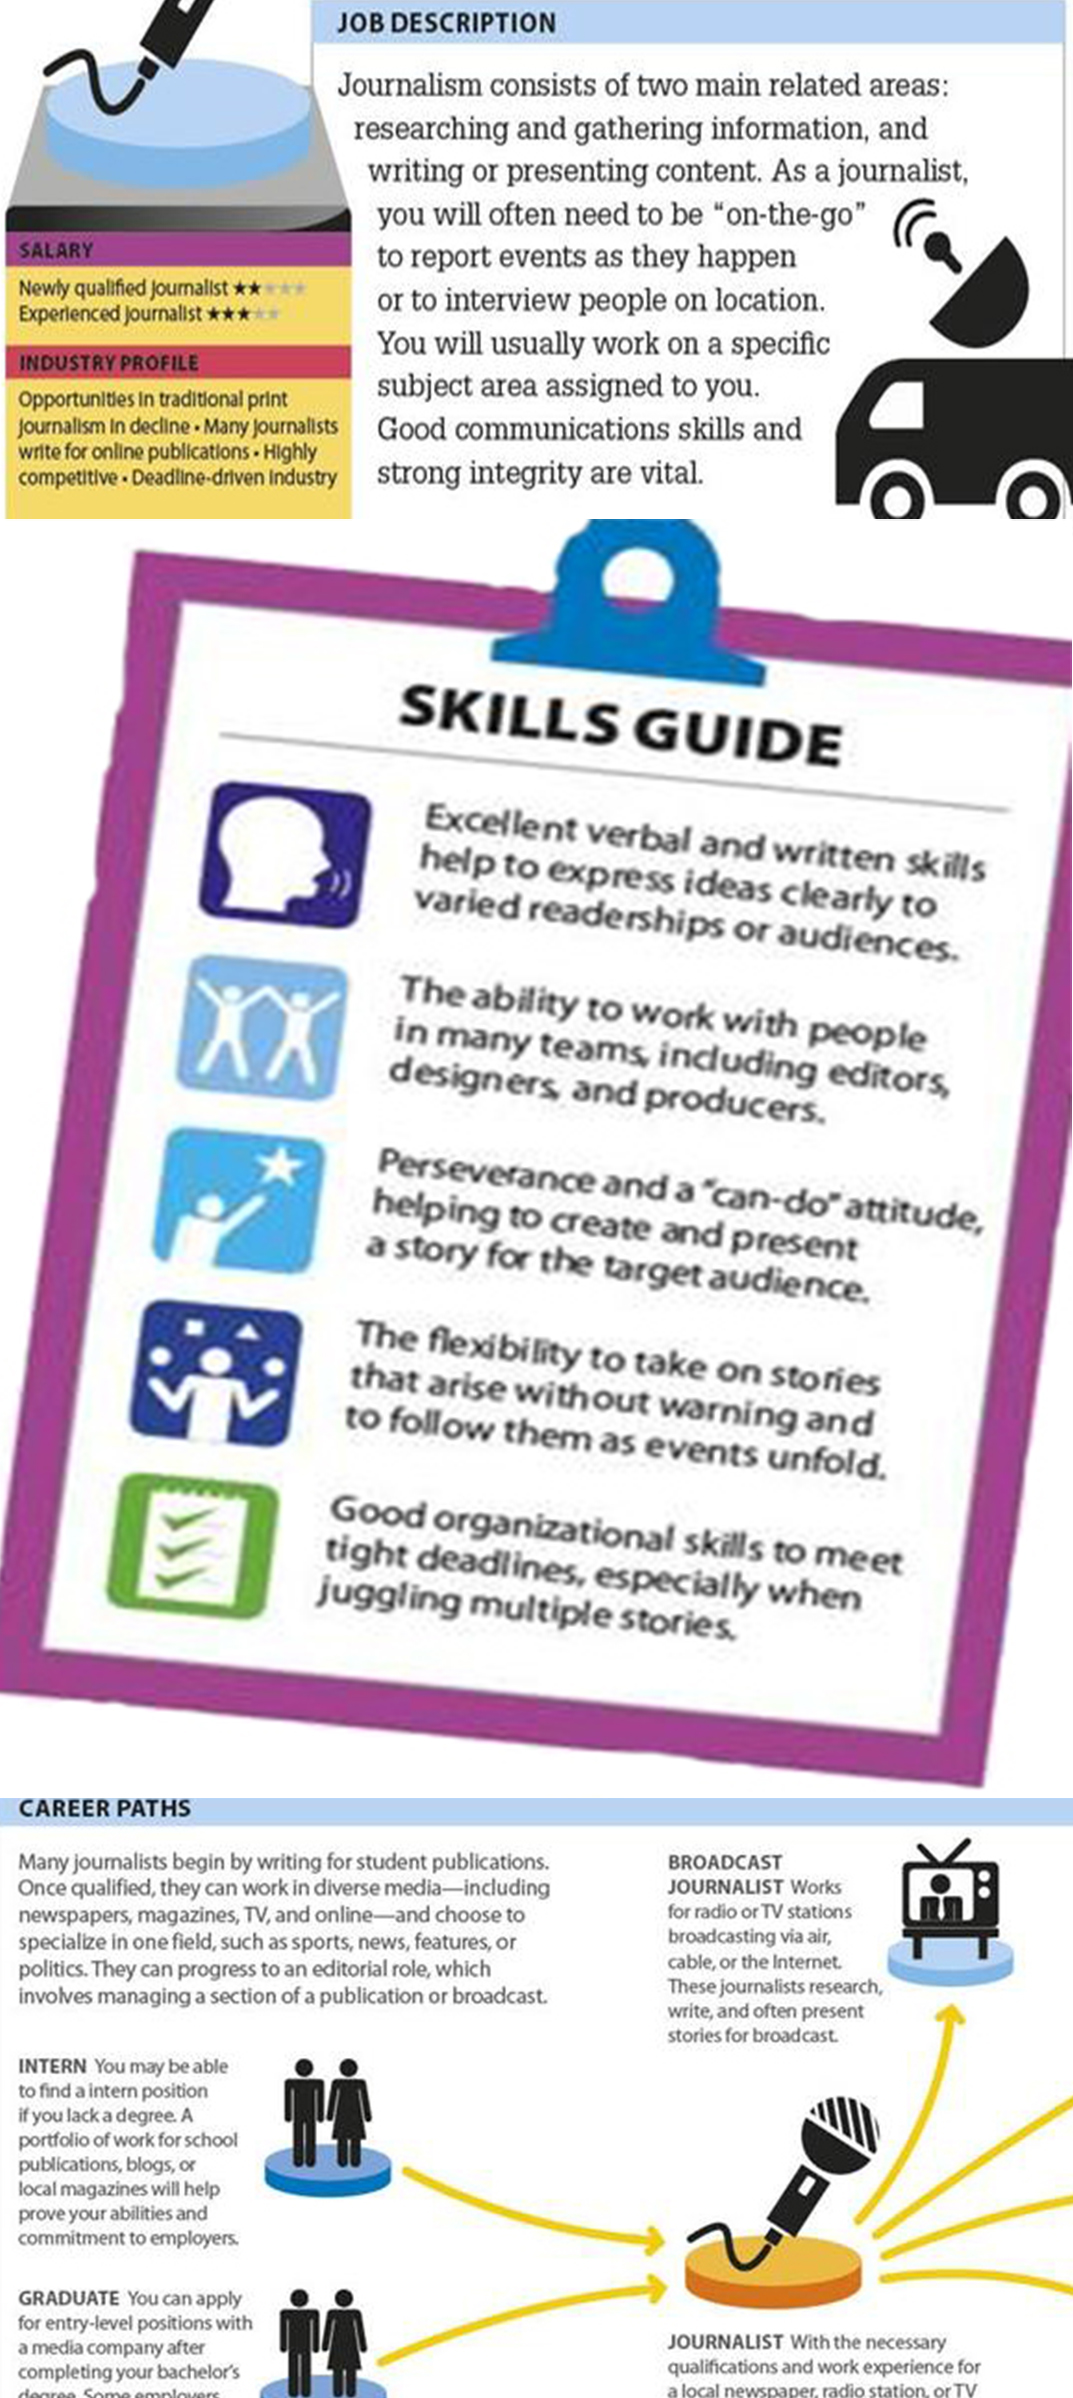 JOB DESCRIPTION
Journalism consists of two main related areas:
researching and gathering information, and
writing or presenting content. As a journalist,
you will often need to be “on-the-go”
to report events as they happen
or to interview people on location.
You will usually work on a specific
subject area assigned to you.
Good communications skills and
strong integrity are vital.
SALARY
Newly qualified journalist ★★★★★
Experienced journalist ★★★★★
INDUSTRY PROFILE
Opportunities in traditional print
journalism in decline • Many journalists
write for online publications • Highly
competitive • Deadline-driven industry
SKILLS GUIDE
Excellent verbal and written skills
help to express ideas clearly to
varied readerships or audiences.
The ability to work with people
in many teams, including editors,
designers, and producers.
Perseverance and a “can-do” attitude,
helping to create and present
a story for the target audience.
The flexibility to take on stories
that arise without warning and
to follow them as events unfold.
Good organizational skills to meet
tight deadlines, especially when
juggling multiple stories.
CAREER PATHS
Many journalists begin by writing for student publications.
Once qualified, they can work in diverse media—including
newspapers, magazines, TV, and online—and choose to
specialize in one field, such as sports, news, features, or
politics. They can progress to an editorial role, which
involves managing a section of a publication or broadcast.
BROADCAST
JOURNALIST Works
for radio or TV stations
broadcasting via air,
cable, or the Internet.
These journalists research,
write, and often present
stories for broadcast.
INTERN You may be able
to find a intern position
if you lack a degree. A
portfolio of work for school
publications, blogs, or
local magazines will help
prove your abilities and
commitment to employers.
GRADUATE You can apply
for entry-level positions with
a media company after
completing your bachelor's
degree. Some employers
JOURNALIST With the necessary
qualifications and work experience for
a local newspaper, radio station, or TV